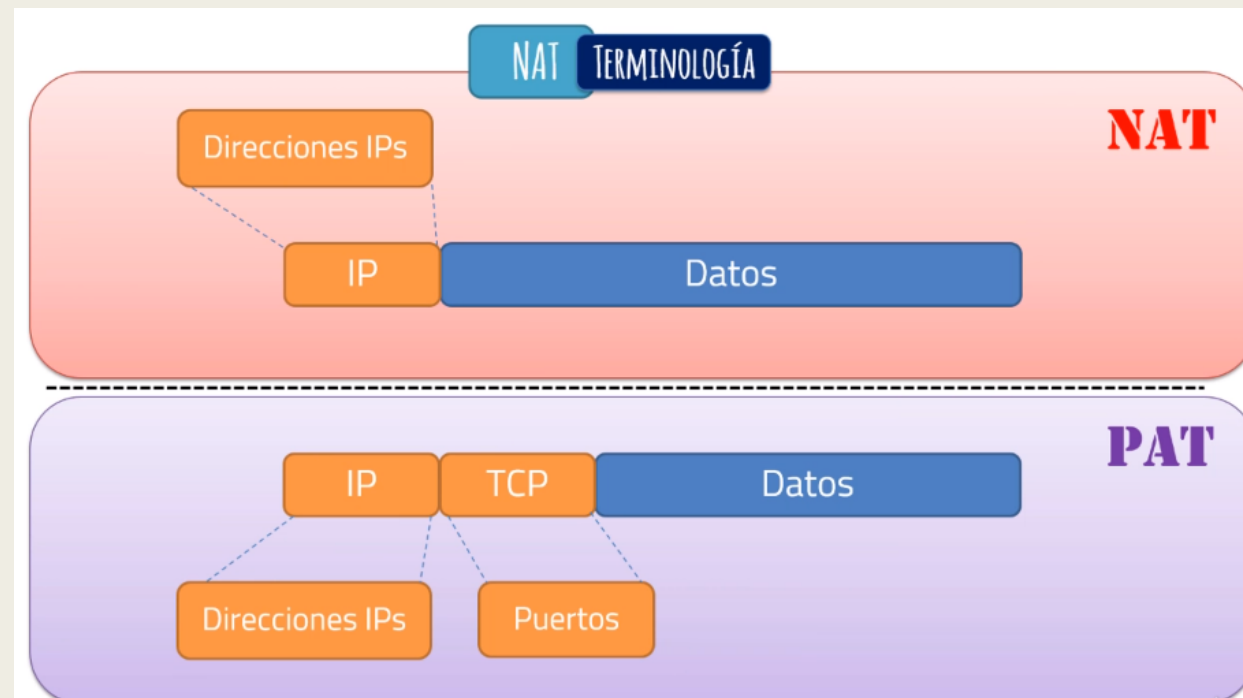 NAT TERMINOLOGÍA
NAT
Direcciones IPs
IP Datos
PAT
IP TCP Datos
Direcciones IPs Puertos